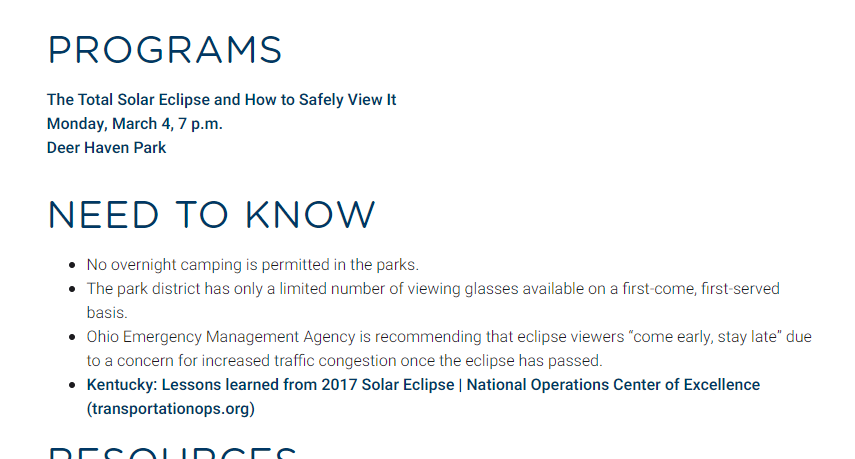 PROGRAMS
The Total Solar Eclipse and How to Safely View It
Monday, March 4, 7 p.m.
Deer Haven Park
NEED TO KNOW
No overnight camping is permitted in the parks.
The park district has only a limited number of viewing glasses available on a first-come, first-served
basis.
Ohio Emergency Management Agency is recommending that eclipse viewers “come early, stay late” due
to a concern for increased traffic congestion once the eclipse has passed.
Kentucky: Lessons learned from 2017 Solar Eclipse | National Operations Center of Excellence
(transportationops.org)
RESOURCES